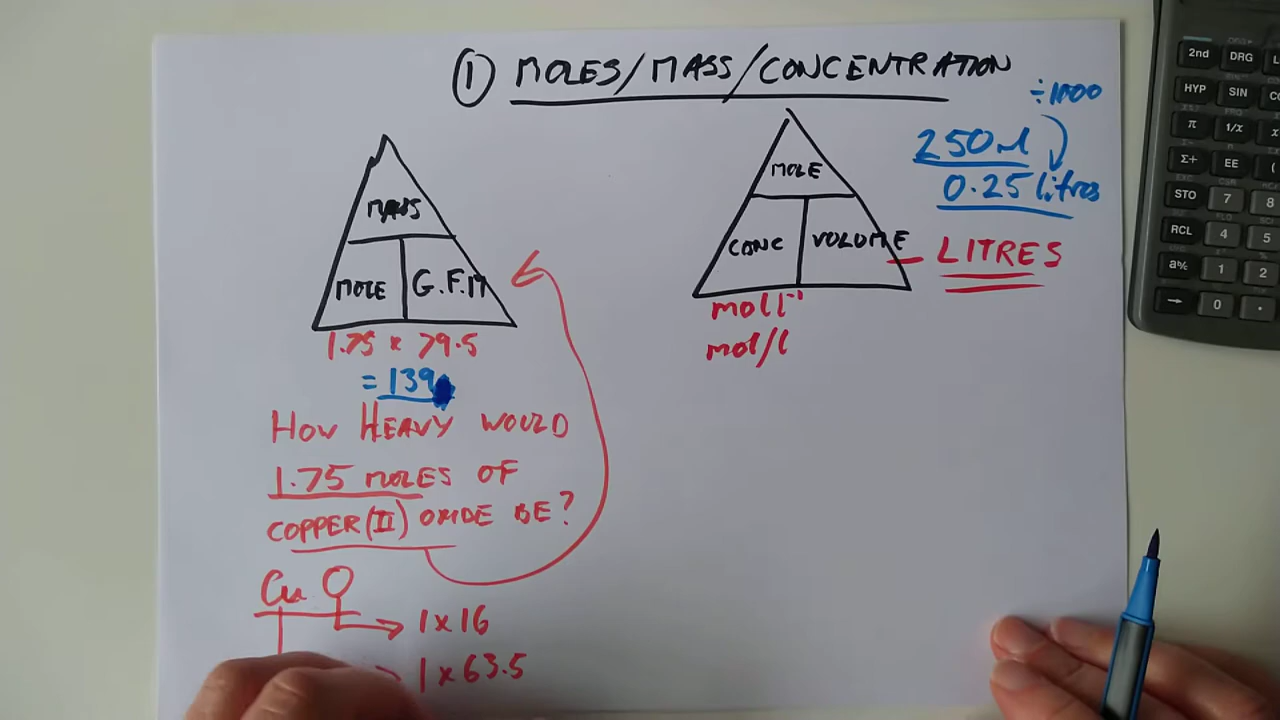 ① MOLES/MASS/CONCENTRATION
÷1000
250ml
0.25 litres
MASS
MOLE
G.F.M
1.75 x 79.5
= 139
MOLE
CONC
VOLUME
LITRES
mol l⁻¹
mol/l
HOW HEAVY WOULD
1.75 MOLES OF
COPPER(II) OXIDE BE?
Cu O
1 x 16
1 x 63.5
2nd DRG
HYP SIN
π 1/x
Σ+ EE (
STO 7 8
RCL 4 5
a% 1 2
→ 0 .